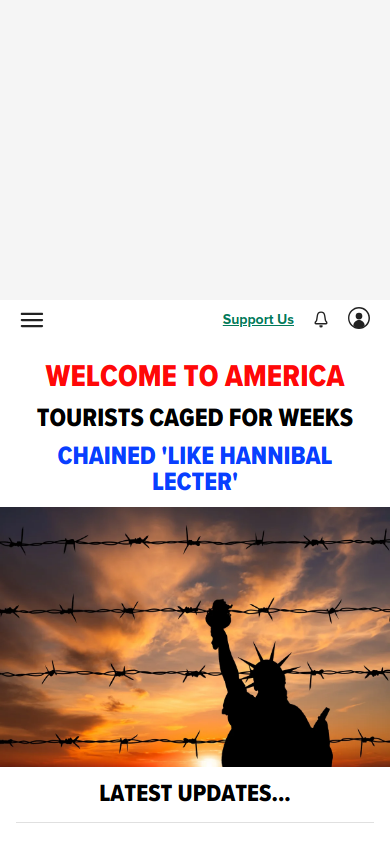 Support Us
WELCOME TO AMERICA
TOURISTS CAGED FOR WEEKS
CHAINED 'LIKE HANNIBAL
LECTER'
LATEST UPDATES...